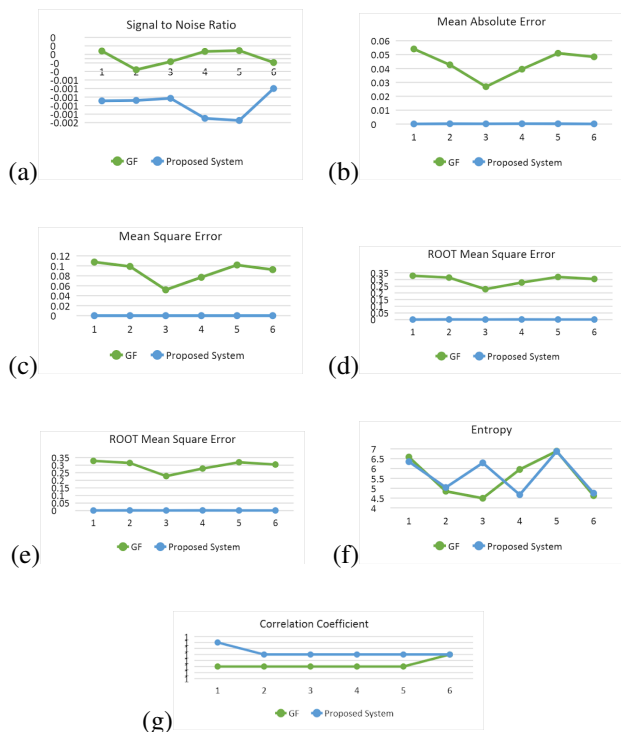 Signal to Noise Ratio
0
0
0
-0
-0
-0.001
-0.001
-0.001
-0.001
-0.002
1 2 3 4 5 6
GF Proposed System
(a)
Mean Absolute Error
0.06
0.05
0.04
0.03
0.02
0.01
0
1 2 3 4 5 6
GF Proposed System
(b)
Mean Square Error
0.12
0.1
0.08
0.06
0.04
0.02
0
1 2 3 4 5 6
GF Proposed System
(c)
ROOT Mean Square Error
0.35
0.3
0.25
0.2
0.15
0.1
0.05
0
1 2 3 4 5 6
GF Proposed System
(d)
ROOT Mean Square Error
0.35
0.3
0.25
0.2
0.15
0.1
0.05
0
1 2 3 4 5 6
GF Proposed System
(e)
Entropy
7
6.5
6
5.5
5
4.5
4
1 2 3 4 5 6
GF Proposed System
(f)
Correlation Coefficient
1
1
1 2 3 4 5 6
GF Proposed System
(g)